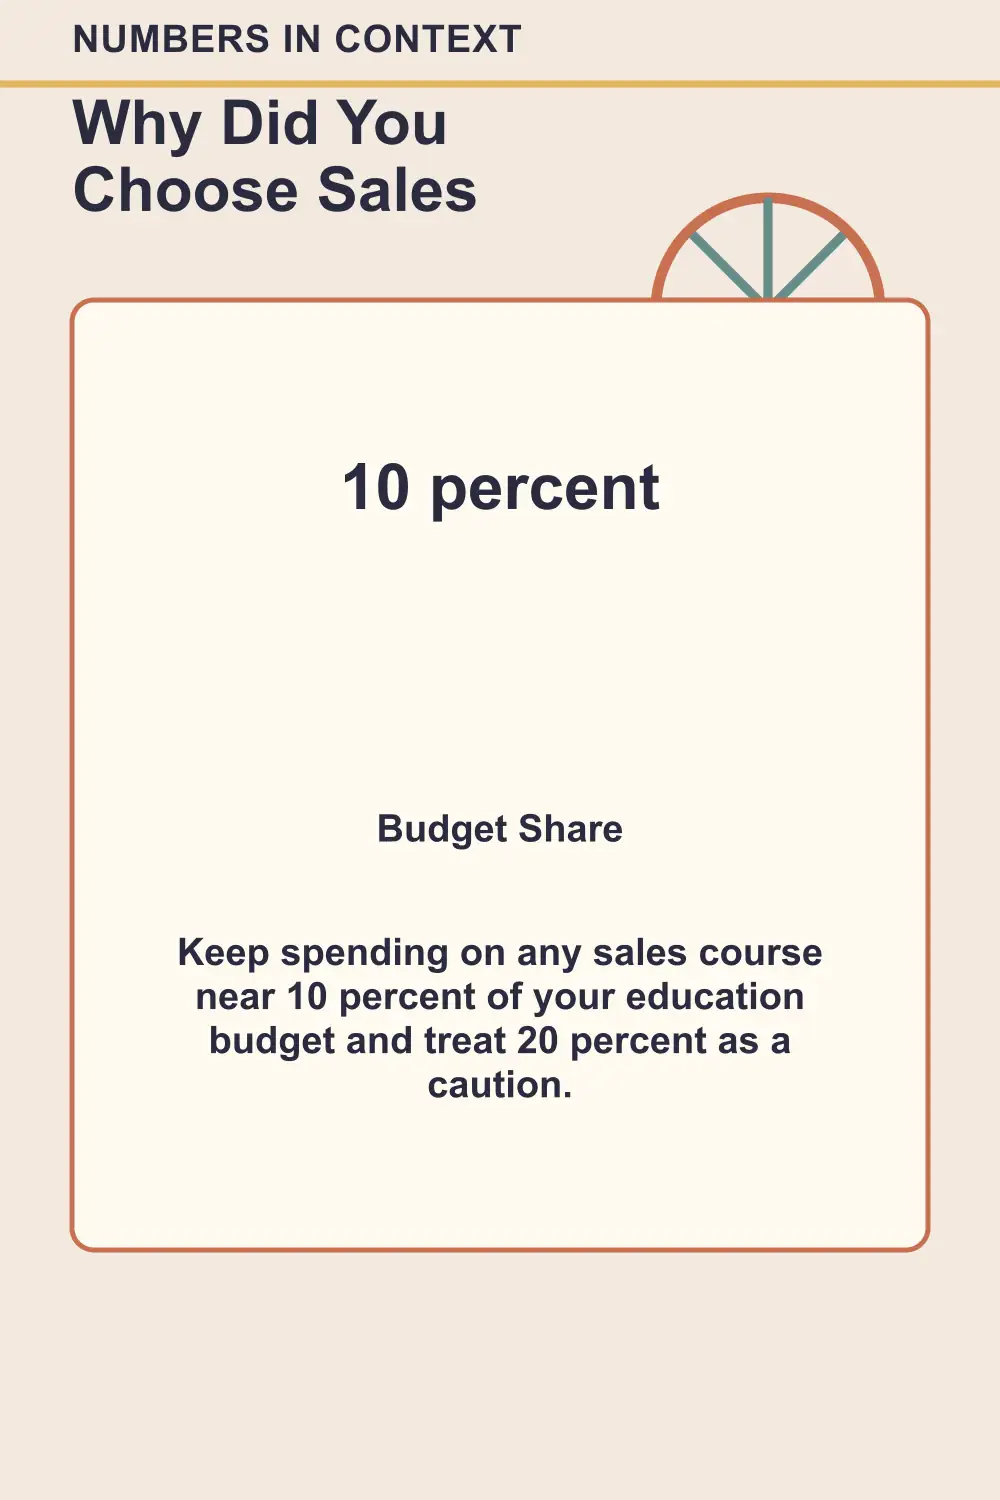 NUMBERS IN CONTEXT
Why Did You
Choose Sales
10 percent
Budget Share
Keep spending on any sales course
near 10 percent of your education
budget and treat 20 percent as a
caution.